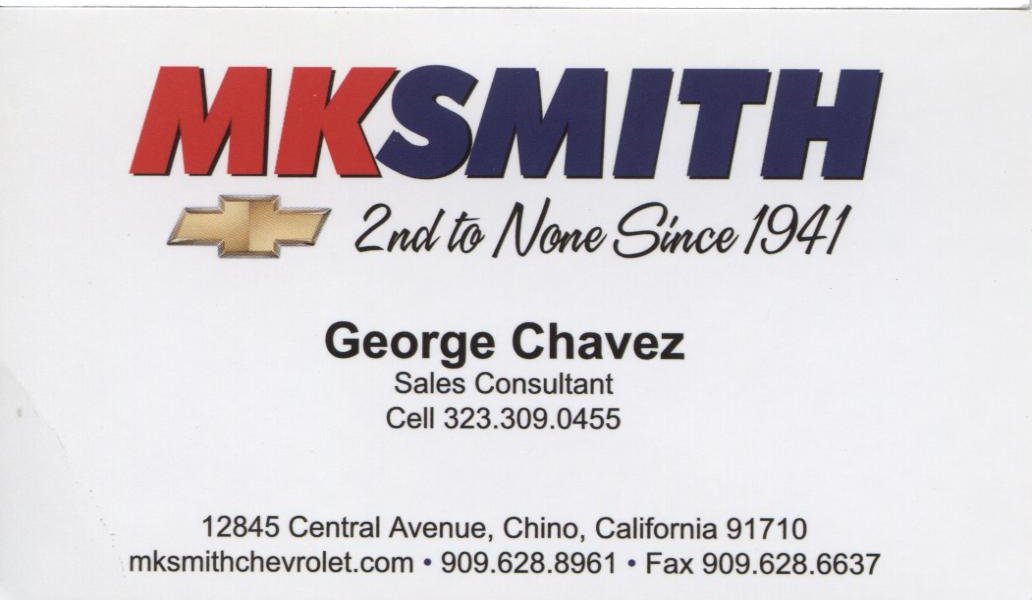 MKSMITH
2nd to None Since 1941
George Chavez
Sales Consultant
Cell 323.309.0455
12845 Central Avenue, Chino, California 91710
mksmithchevrolet.com • 909.628.8961 • Fax 909.628.6637